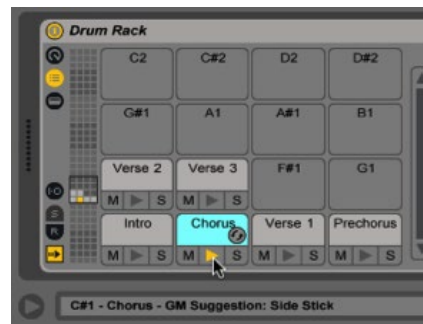 Drum Rack
C2 C#2 D2 D#2
G#1 A1 A#1 B1
Verse 2 Verse 3 F#1 G1
M S M S
Intro Chorus Verse 1 Prechorus
M S M S M S M S
I-O
S
R
C#1 - Chorus - GM Suggestion: Side Stick